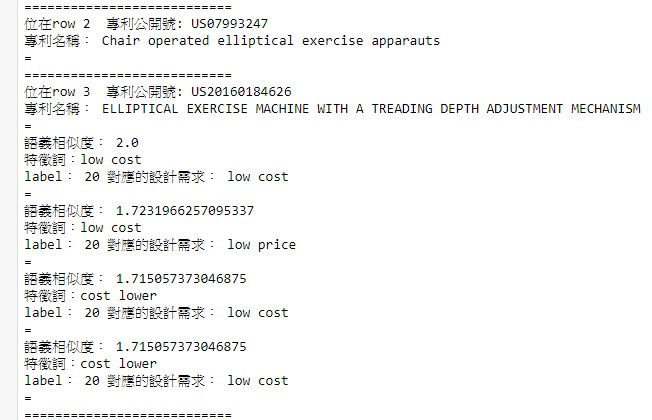 ===========================
位在row 2 專利公開號: US07993247
專利名稱： Chair operated elliptical exercise apparauts
=
===========================
位在row 3 專利公開號: US20160184626
專利名稱： ELLIPTICAL EXERCISE MACHINE WITH A TREADING DEPTH ADJUSTMENT MECHANISM
=
語義相似度： 2.0
特徵詞：low cost
label： 20 對應的設計需求： low cost
=
語義相似度： 1.7231966257095337
特徵詞：low cost
label： 20 對應的設計需求： low price
=
語義相似度： 1.715057373046875
特徵詞：cost lower
label： 20 對應的設計需求： low cost
=
語義相似度： 1.715057373046875
特徵詞：cost lower
label： 20 對應的設計需求： low cost
=
===========================